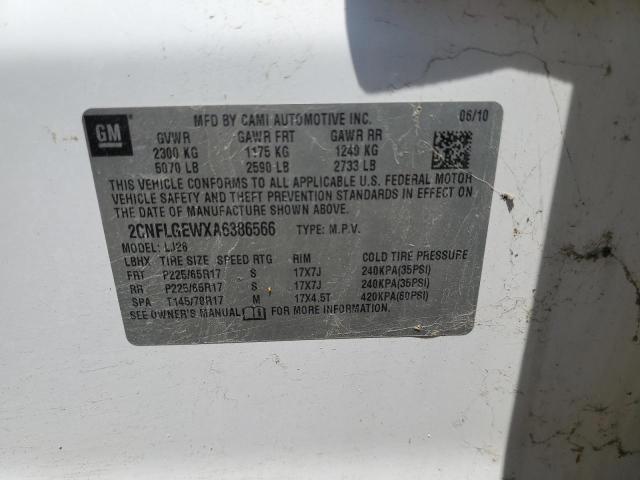 GM
MFD BY CAMI AUTOMOTIVE INC. 06/10
GVWR GAWR FRT GAWR RR
2300 KG 1175 KG 1240 KG
5070 LB 2590 LB 2733 LB
THIS VEHICLE CONFORMS TO ALL APPLICABLE U.S. FEDERAL MOTOR
VEHICLE SAFETY AND THEFT PREVENTION STANDARDS IN EFFECT ON
THE DATE OF MANUFACTURE SHOWN ABOVE.
2CNFLGEWXA6386566 TYPE: M.P.V.
MODEL: LJ26
LBHX TIRE SIZE SPEED RTG RIM COLD TIRE PRESSURE
FRT P225/65R17 S 17X7J 240KPA(35PSI)
RR P225/65R17 S 17X7J 240KPA(35PSI)
SPA T145/70R17 M 17X4.5T 420KPA(60PSI)
SEE OWNER'S MANUAL FOR MORE INFORMATION.